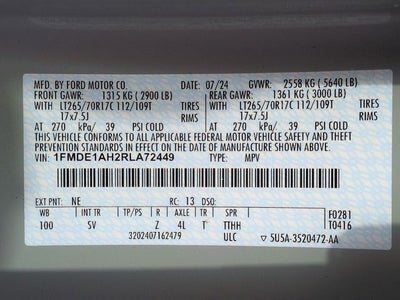 MFD. BY FORD MOTOR CO. 07/24 GVWR: 2558 KG ( 5640 LB)
FRONT GAWR: 1315 KG ( 2900 LB) REAR GAWR: 1361 KG ( 3000 LB)
WITH LT265/70R17C 112/109T TIRES WITH LT265/70R17C 112/109T TIRES
17x7.5J RIMS 17x7.5J RIMS
AT 270 kPa/ 39 PSI COLD AT 270 kPa/ 39 PSI COLD
THIS VEHICLE CONFORMS TO ALL APPLICABLE FEDERAL MOTOR VEHICLE SAFETY AND THEFT
PREVENTION STANDARDS IN EFFECT ON THE DATE OF MANUFACTURE SHOWN ABOVE.
VIN: 1FMDE1AH2RLA72449 TYPE: MPV
EXT PNT: NE RC: 13 DSO:
WB INT TR TP/PS R AXLE TR SPR F0281
100 SV Z 4L T TTHH T0416
3202407162479 ULC 5U5A-3520472-AA